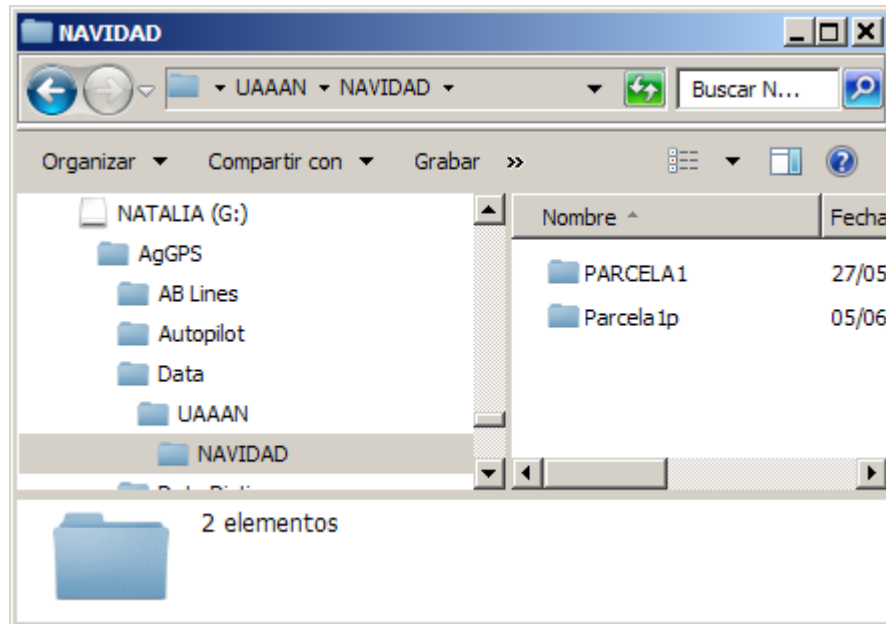 NAVIDAD
UAAAN NAVIDAD Buscar N...
Organizar Compartir con Grabar »
NATALIA (G:)
AgGPS
AB Lines
Autopilot
Data
UAAAN
NAVIDAD
Nombre Fecha
PARCELA1 27/05
Parcela1p 05/06
2 elementos